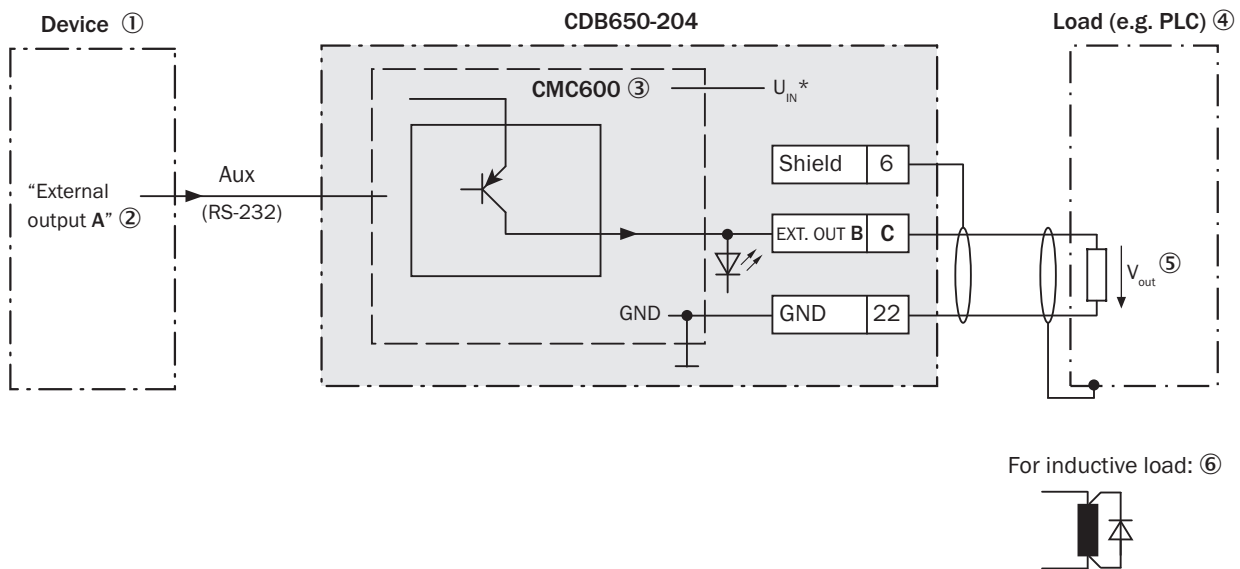 Device ①
CDB650-204
Load (e.g. PLC) ④
CMC600 ③
U_IN*
Shield 6
Aux
(RS-232)
“External
output A” ②
EXT. OUT B C
V_out ⑤
GND
GND 22
For inductive load: ⑥